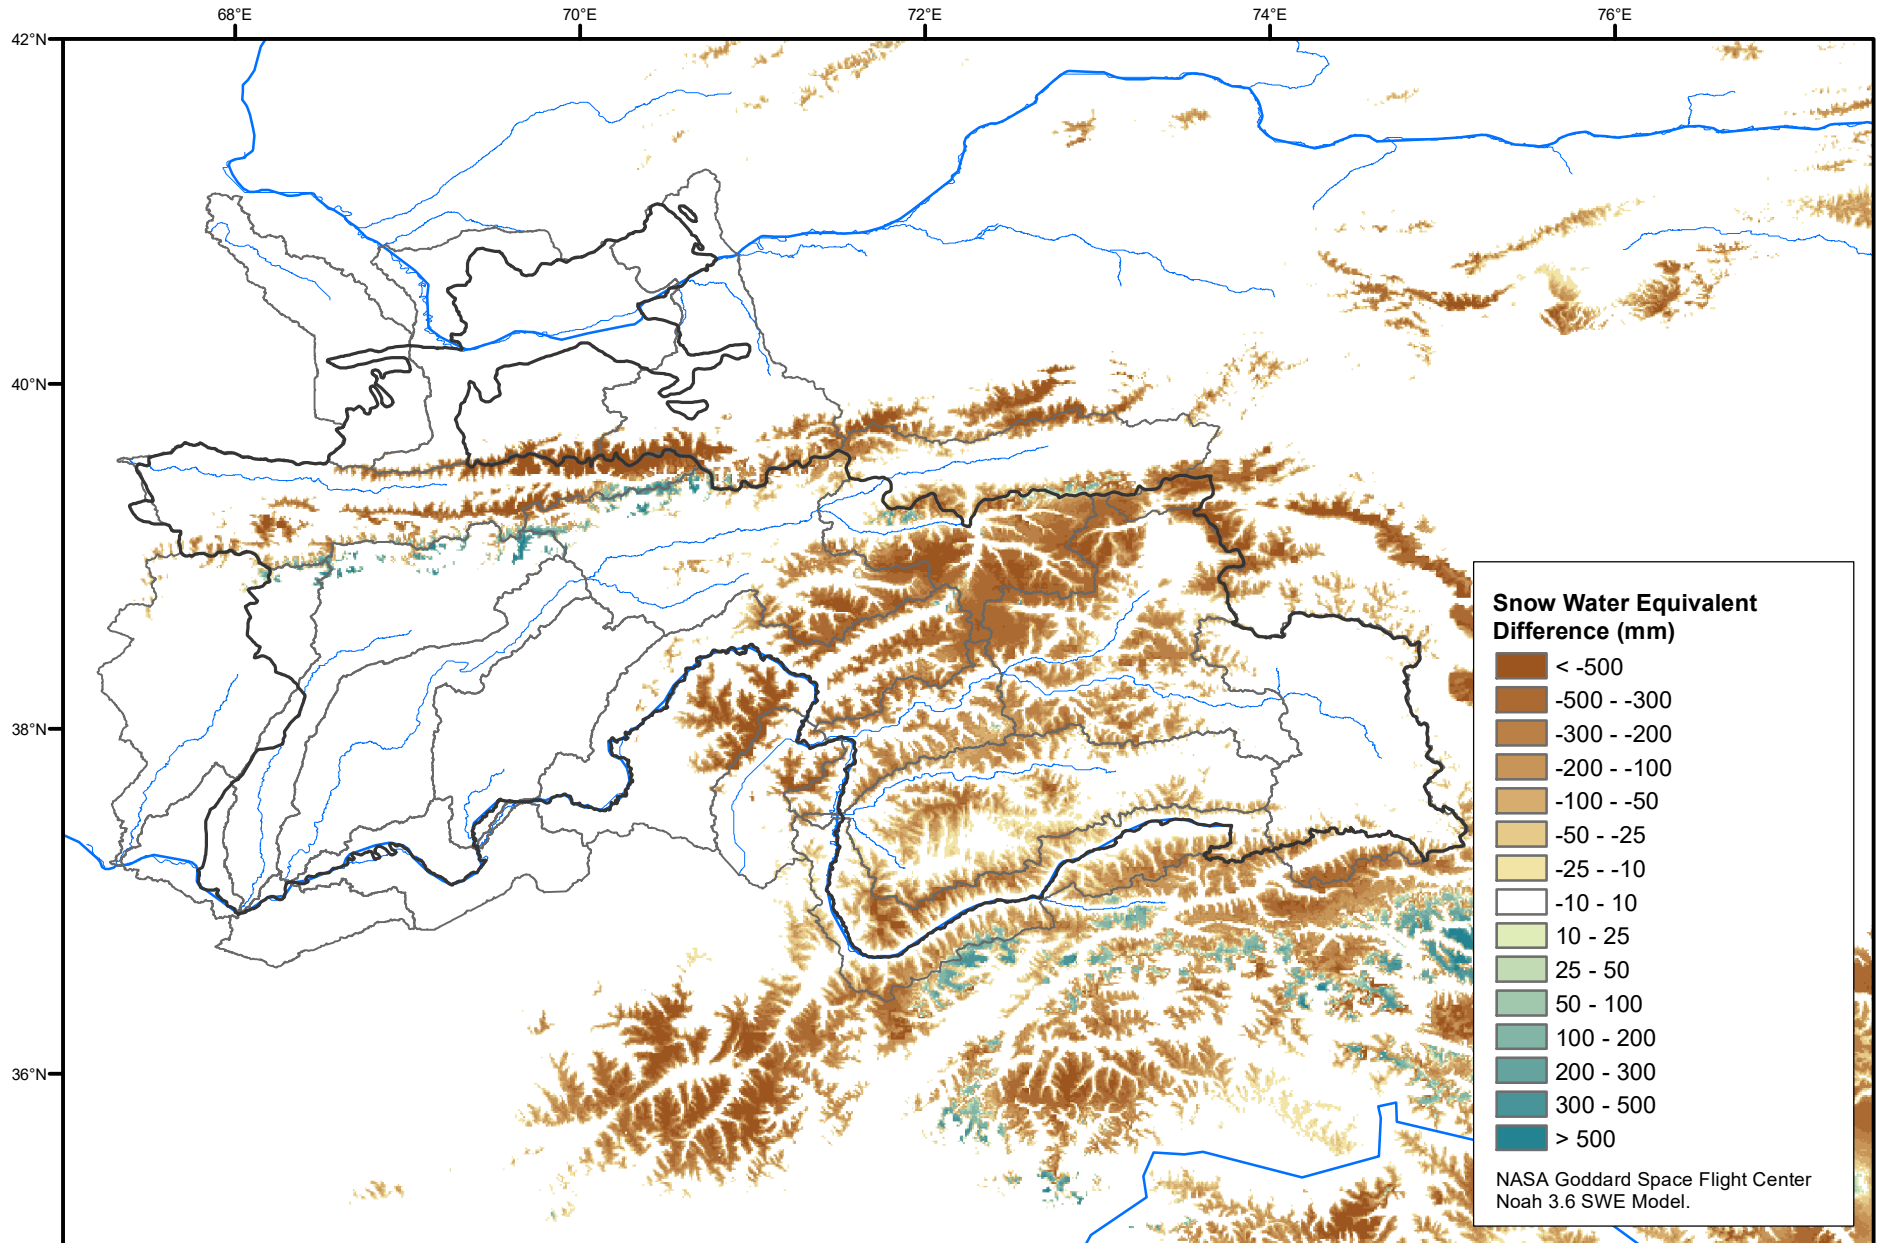 68°E 70°E 72°E 74°E 76°E
42°N
40°N
38°N
36°N
Snow Water Equivalent
Difference (mm)
< -500
-500 - -300
-300 - -200
-200 - -100
-100 - -50
-50 - -25
-25 - -10
-10 - 10
10 - 25
25 - 50
50 - 100
100 - 200
200 - 300
300 - 500
> 500
NASA Goddard Space Flight Center
Noah 3.6 SWE Model.